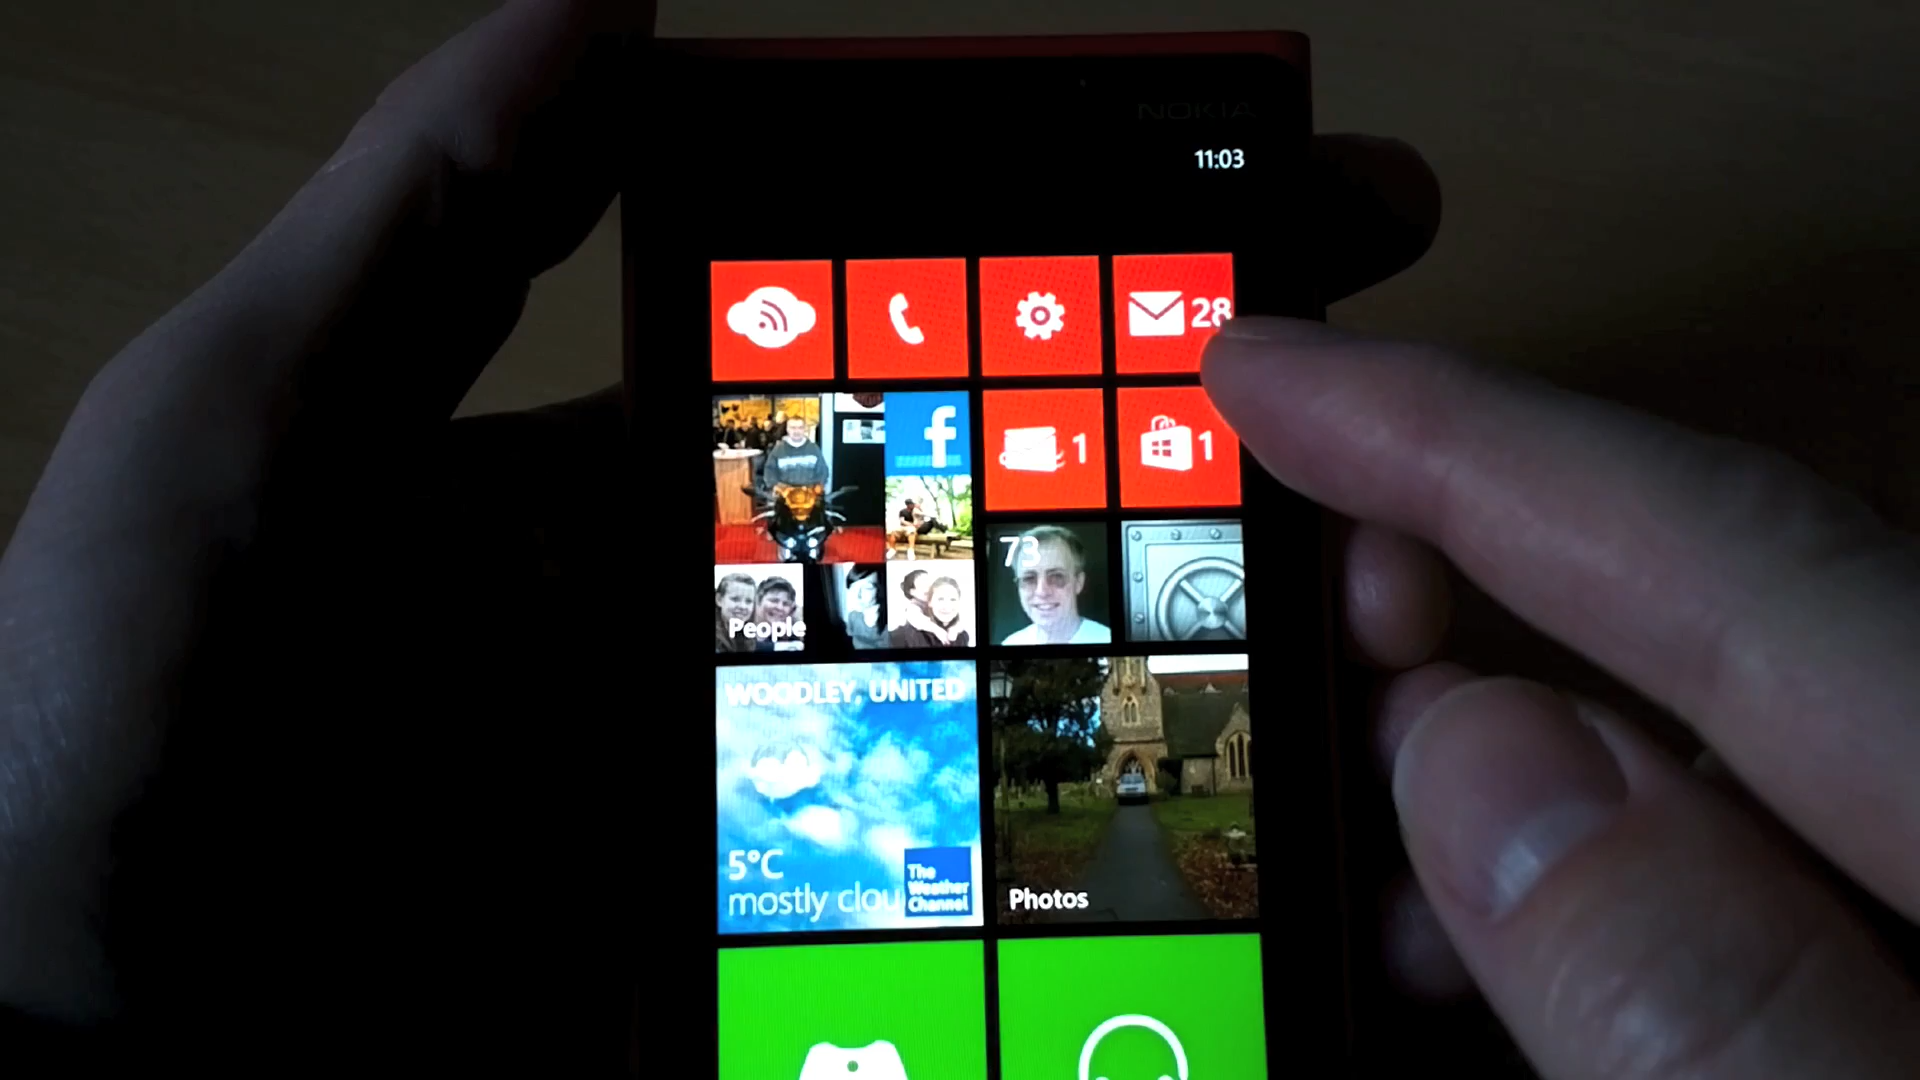 NOKIA
11:03
28
f
1
1
73
People
WOODLEY, UNITED
5°C
mostly clou
The
Weather
Channel
Photos